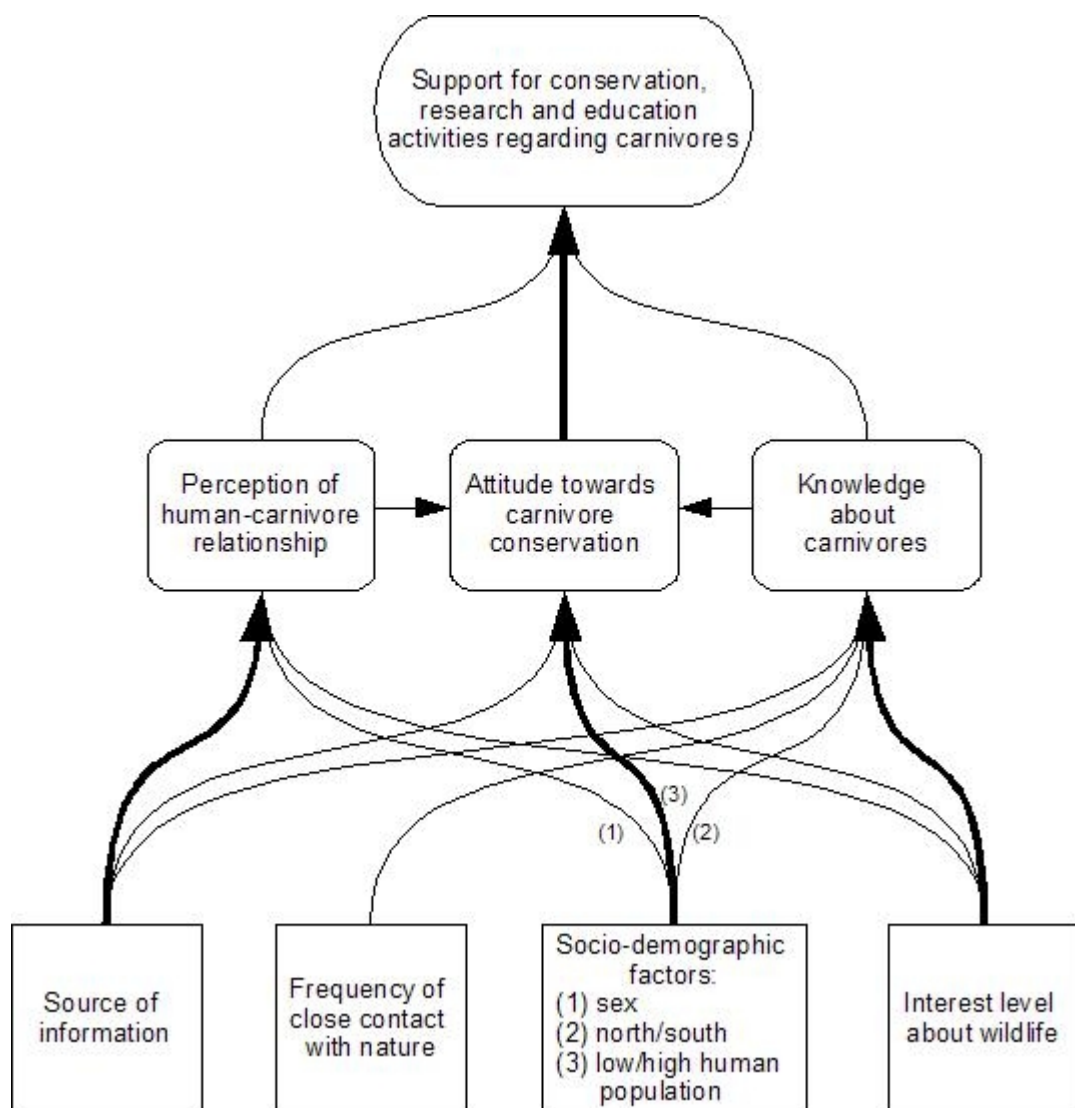 Support for conservation,
research and education
activities regarding carnivores
Perception of
human-carnivore
relationship
Attitude towards
carnivore
conservation
Knowledge
about
carnivores
(3)
(1)
(2)
Source of
information
Frequency of
close contact
with nature
Socio-demographic
factors:
(1) sex
(2) north/south
(3) low/high human
population
Interest level
about wildlife